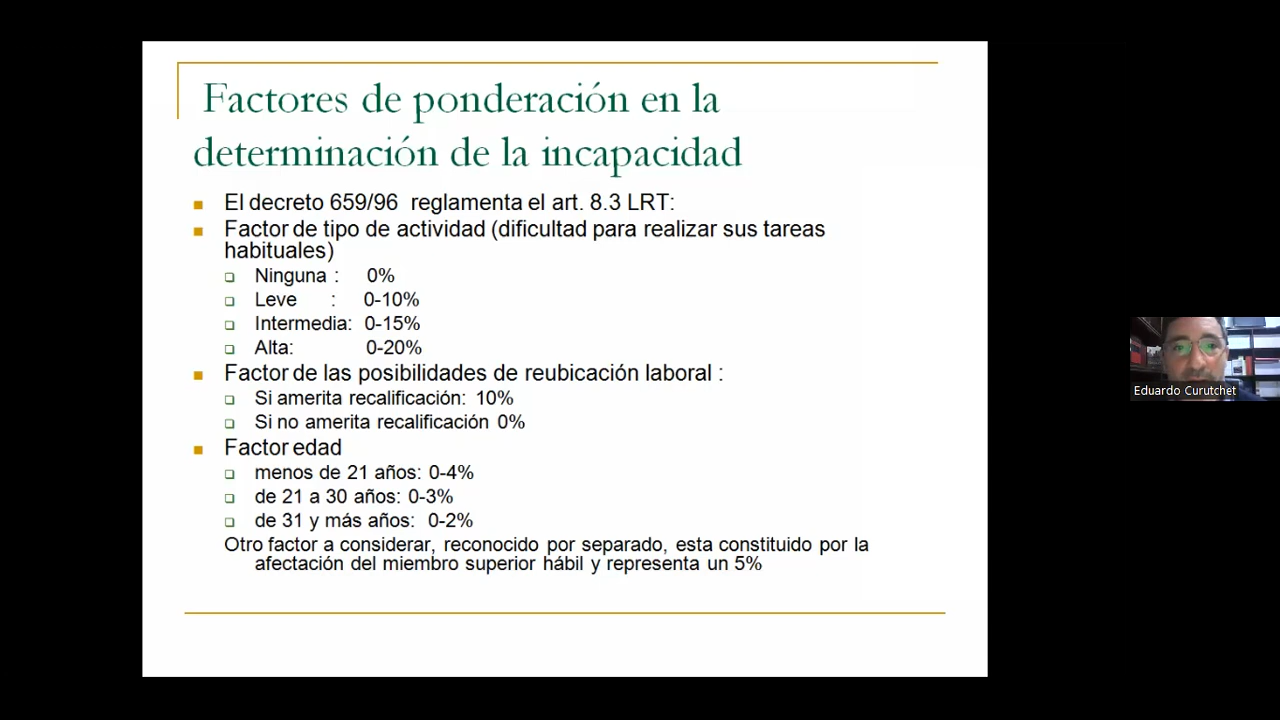 Factores de ponderación en la
determinación de la incapacidad
El decreto 659/96 reglamenta el art. 8.3 LRT:
Factor de tipo de actividad (dificultad para realizar sus tareas
habituales)
Ninguna : 0%
Leve : 0-10%
Intermedia: 0-15%
Alta: 0-20%
Factor de las posibilidades de reubicación laboral :
Si amerita recalificación: 10%
Si no amerita recalificación 0%
Factor edad
menos de 21 años: 0-4%
de 21 a 30 años: 0-3%
de 31 y más años: 0-2%
Otro factor a considerar, reconocido por separado, esta constituido por la
afectación del miembro superior hábil y representa un 5%
Eduardo Curutchet